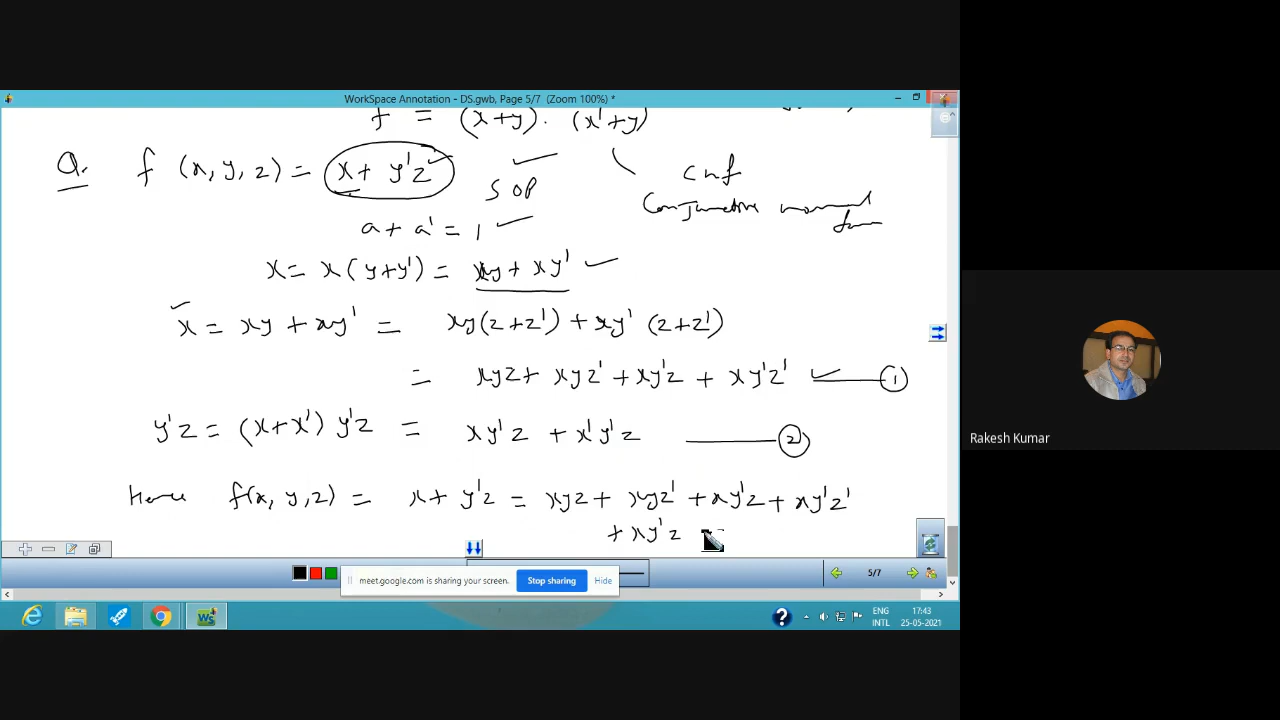 WorkSpace Annotation - DS.gwb, Page 5/7 (Zoom 100%) *
f = (x+y). (x'+y)
Q. f (x, y, z) = x + y'z
SOP
cnf
Conjunctive normal form
a + a' = 1
x = x(y+y') = xy + xy'
x = xy + xy' = xy(z+z') + xy' (z+z')
= xyz + xyz' + xy'z + xy'z' ①
y'z = (x+x') y'z = xy'z + x'y'z ②
Hence f(x, y, z) = x + y'z = xyz + xyz' + xy'z + xy'z'
+ xy'z
Rakesh Kumar
meet.google.com is sharing your screen. Stop sharing Hide
5/7
ENG
INTL
17:43
25-05-2021